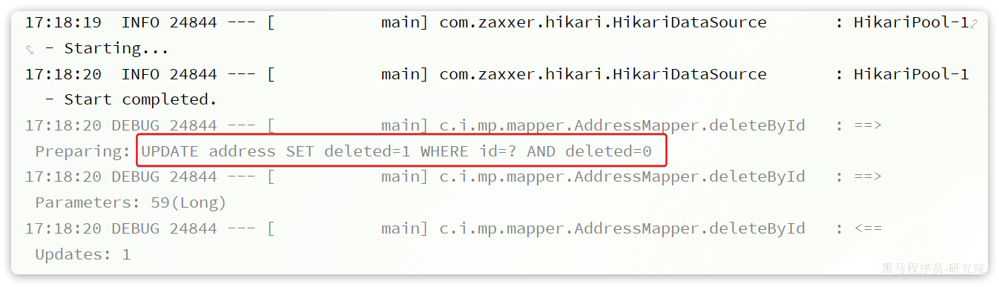 17:18:19  INFO 24844 --- [           main] com.zaxxer.hikari.HikariDataSource       : HikariPool-1
- Starting...
17:18:20  INFO 24844 --- [           main] com.zaxxer.hikari.HikariDataSource       : HikariPool-1
- Start completed.
17:18:20 DEBUG 24844 --- [           main] c.i.mp.mapper.AddressMapper.deleteById   : ==>
Preparing: UPDATE address SET deleted=1 WHERE id=? AND deleted=0
17:18:20 DEBUG 24844 --- [           main] c.i.mp.mapper.AddressMapper.deleteById   : ==>
Parameters: 59(Long)
17:18:20 DEBUG 24844 --- [           main] c.i.mp.mapper.AddressMapper.deleteById   : <==
Updates: 1
黑马程序员-研究院